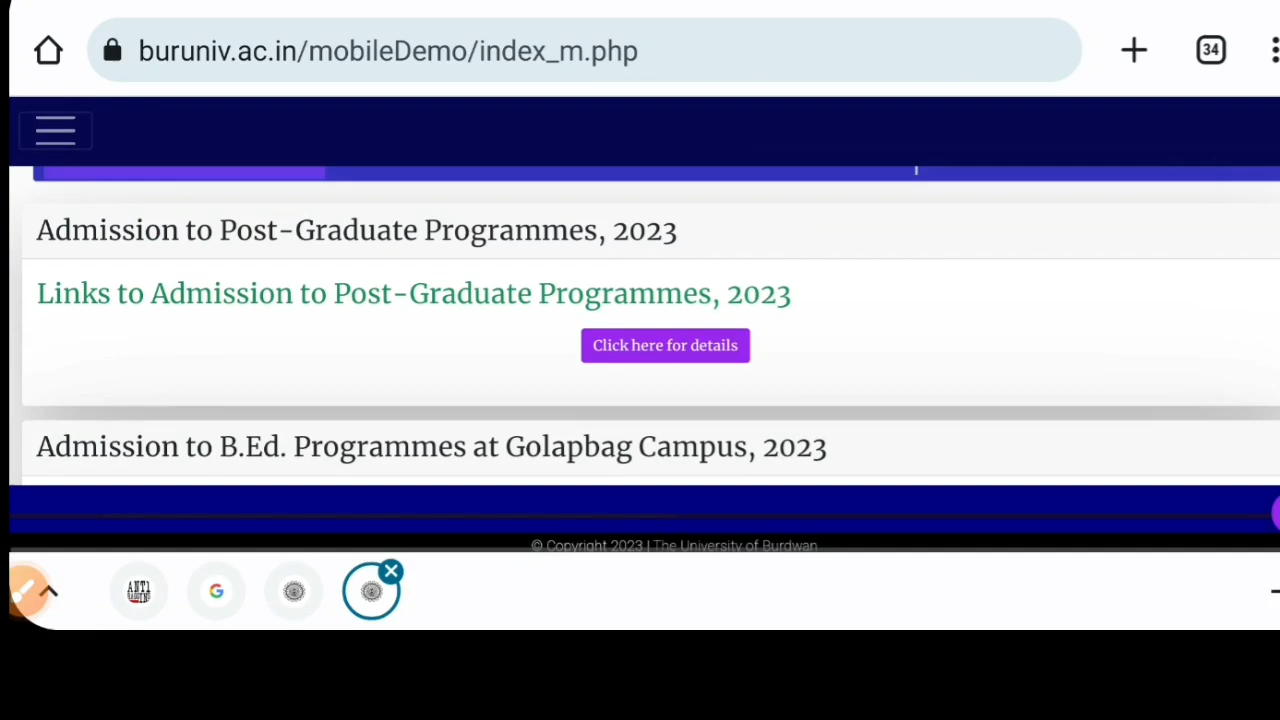 buruniv.ac.in/mobileDemo/index_m.php
34
Admission to Post-Graduate Programmes, 2023
Links to Admission to Post-Graduate Programmes, 2023
Click here for details
Admission to B.Ed. Programmes at Golapbag Campus, 2023
© Copyright 2023 | The University of Burdwan
ANTI
G